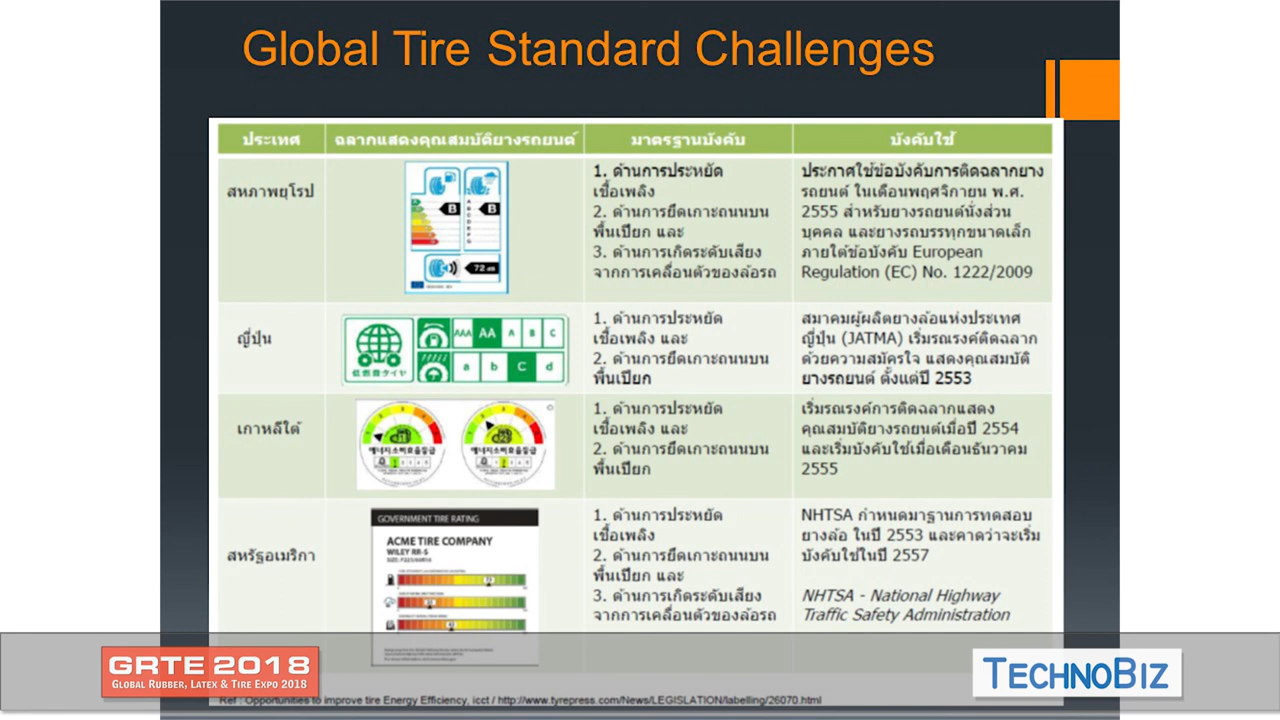 Global Tire Standard Challenges
ประเทศ
ฉลากแสดงคุณสมบัติยางรถยนต์
มาตรฐานบังคับ
บังคับใช้
สหภาพยุโรป
B
A
B
C
D
E
F
G
B
72 dB
1. ด้านการประหยัด
เชื้อเพลิง
2. ด้านการยึดเกาะถนนบน
พื้นเปียก และ
3. ด้านการเกิดระดับเสียง
จากการเคลื่อนตัวของล้อรถ
ประกาศใช้ข้อบังคับการติดฉลากยาง
รถยนต์ ในเดือนพฤศจิกายน พ.ศ.
2555 สำหรับยางรถยนต์นั่งส่วน
บุคคล และยางรถบรรทุกขนาดเล็ก
ภายใต้ข้อบังคับ European
Regulation (EC) No. 1222/2009
ญี่ปุ่น
AAA AA A B C
a b C d
低燃費タイヤ
1. ด้านการประหยัด
เชื้อเพลิง และ
2. ด้านการยึดเกาะถนนบน
พื้นเปียก
สมาคมผู้ผลิตยางล้อแห่งประเทศ
ญี่ปุ่น (JATMA) เริ่มรณรงค์ติดฉลาก
ด้วยความสมัครใจ แสดงคุณสมบัติ
ยางรถยนต์ ตั้งแต่ปี 2553
เกาหลีใต้
에너지소비효율등급
에너지소비효율등급
1. ด้านการประหยัด
เชื้อเพลิง และ
2. ด้านการยึดเกาะถนนบน
พื้นเปียก
เริ่มรณรงค์การติดฉลากแสดง
คุณสมบัติยางรถยนต์เมื่อปี 2554
และเริ่มบังคับใช้เมื่อเดือนธันวาคม
2555
สหรัฐอเมริกา
GOVERNMENT TIRE RATING
ACME TIRE COMPANY
WILEY RR-S
1. ด้านการประหยัด
เชื้อเพลิง
2. ด้านการยึดเกาะถนนบน
พื้นเปียก และ
3. ด้านการเกิดระดับเสียง
จากการเคลื่อนตัวของล้อรถ
NHTSA กำหนดมาฐานการทดสอบ
ยางล้อ ในปี 2553 และคาดว่าจะเริ่ม
บังคับใช้ในปี 2557
NHTSA - National Highway
Traffic Safety Administration
GRTE 2018
GLOBAL RUBBER, LATEX & TIRE EXPO 2018
TECHNOBIZ
Ref : Opportunities to improve tire Energy Efficiency, icct / http://www.tyrepress.com/News/LEGISLATION/labelling/26070.html